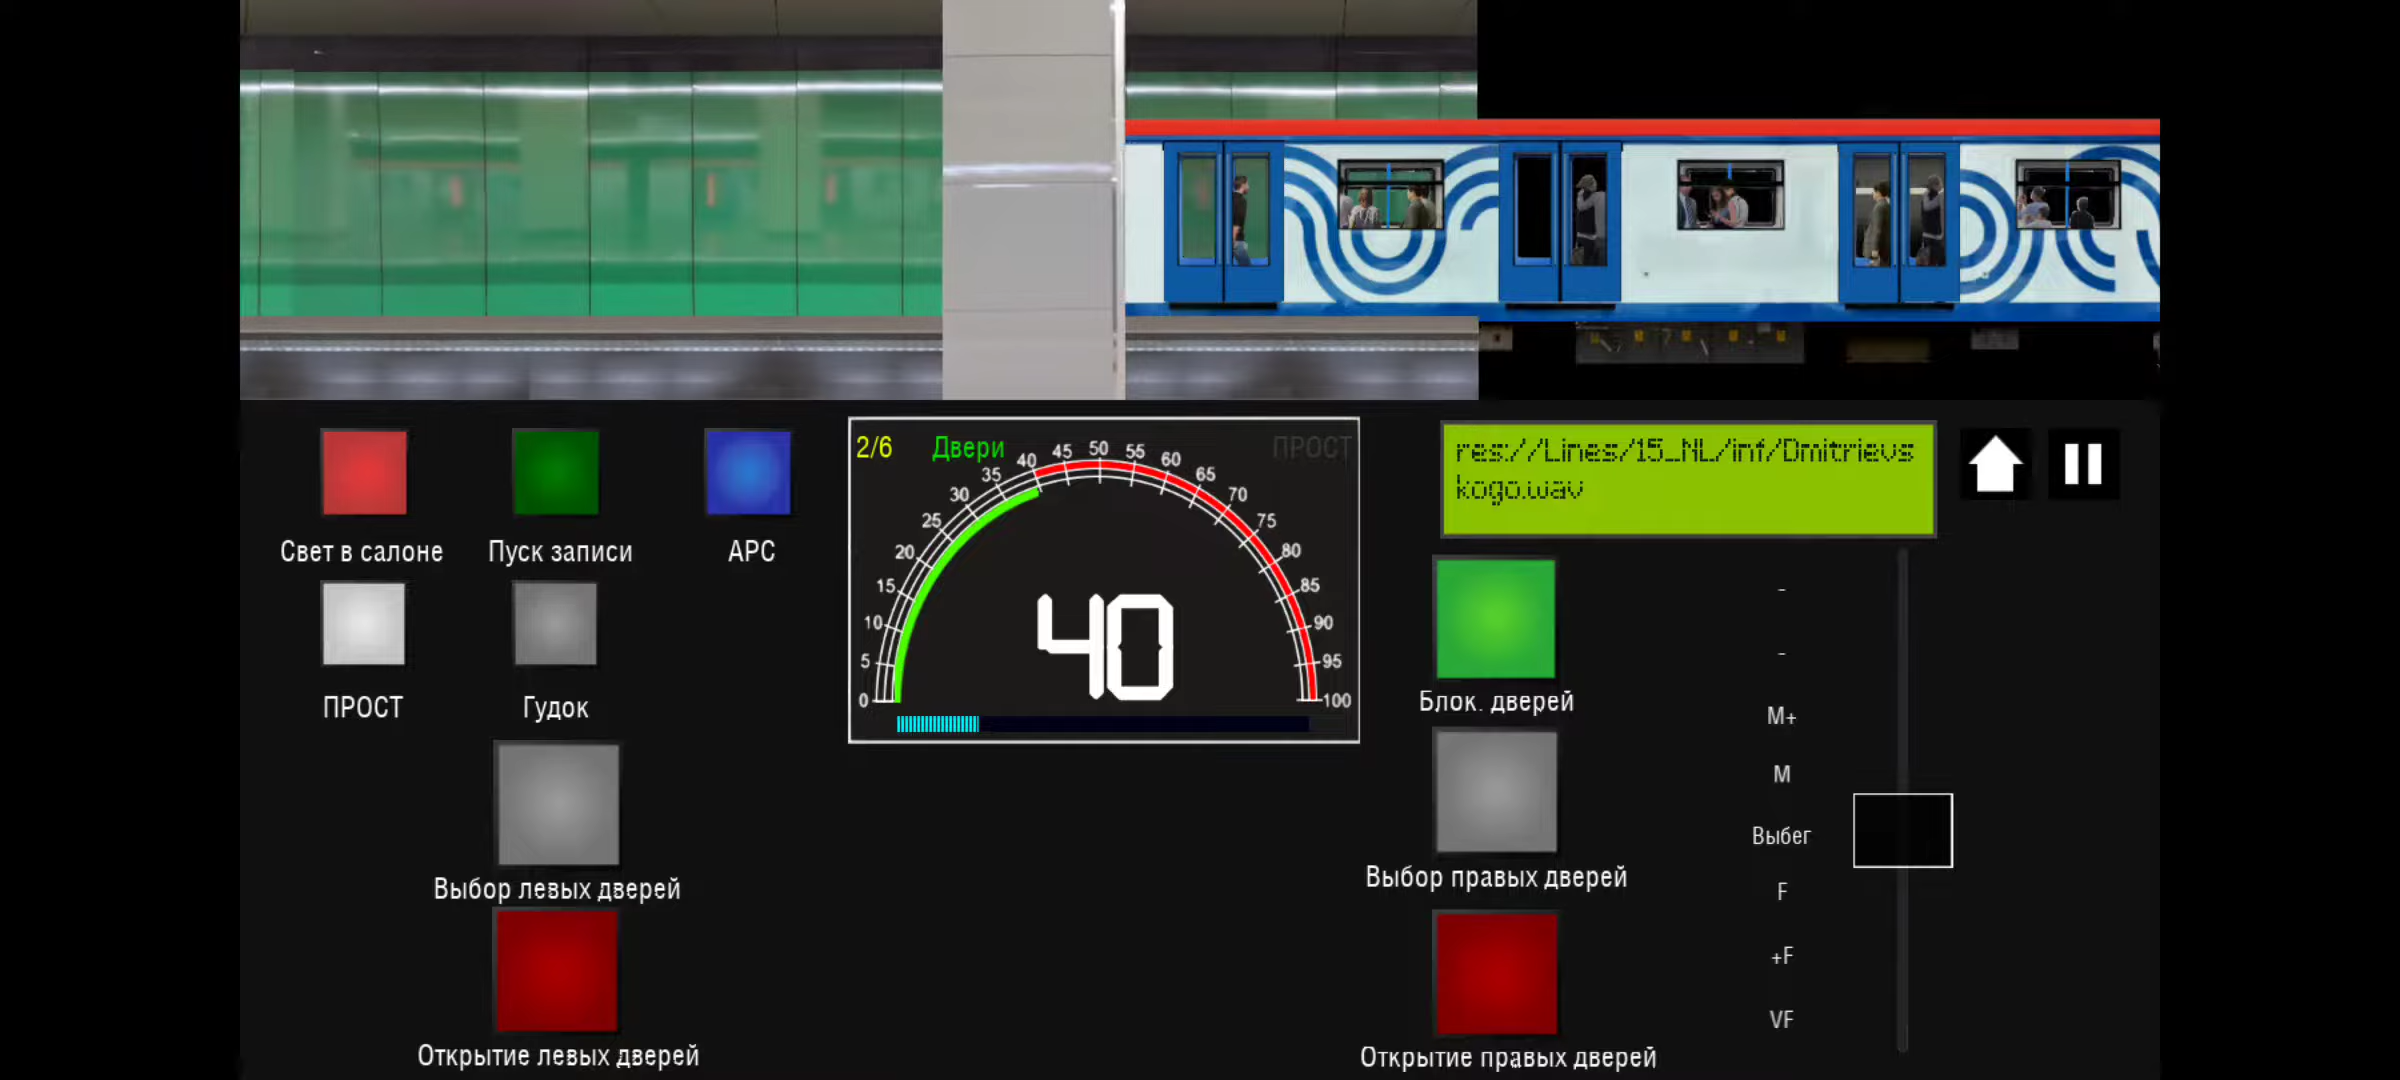 2/6 Двери ПРОСТ
0 5 10 15 20 25 30 35 40 45 50 55 60 65 70 75 80 85 90 95 100
40
res://Lines/15_NL/inf/Dmitrievs
kogo.wav
Свет в салоне Пуск записи АРС
ПРОСТ Гудок
Выбор левых дверей
Открытие левых дверей
Блок. дверей
Выбор правых дверей
Открытие правых дверей
-
-
M+
M
Выбег
F
+F
VF